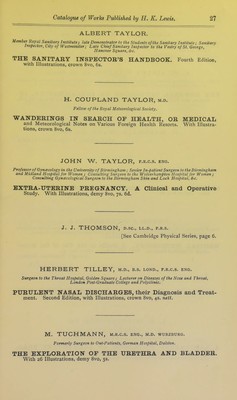 Catalogue of Works Published by H. K. Lewis. 27
ALBERT TAYLOR.
Member Royal Sanitary Institute; late Demonstrator to the Students of the Sanitary Institute; Sanitary
Inspector, City of Westminster; Late Chief Sanitary Inspector to the Vestry of St. George,
Hanover Square, &c.
THE SANITARY INSPECTOR'S HANDBOOK. Fourth Edition,
with Illustrations, crown 8vo, 6s.
H. COUPLAND TAYLOR, M.D.
Fellow of the Royal Meteorological Society.
WANDERINGS IN SEARCH OF HEALTH, OR MEDICAL
and Meteorological Notes on Various Foreign Health Resorts. With Illustra-
tions, crown 8vo, 6s.
JOHN W. TAYLOR, F.R.C.S. ENG.
Professor of Gynæcology in the University of Birmingham; Senior In-patient Surgeon to the Birmingham
and Midland Hospital for Women; Consulting Surgeon to the Wolverhampton Hospital for Women;
Consulting Gynæcological Surgeon to the Birmingham Skin and Lock Hospital, &c.
EXTRA-UTERINE PREGNANCY. A Clinical and Operative
Study. With Illustrations, demy 8vo, 7s. 6d.
J. J. THOMSON, D.SC., LL.D., F.R.S.
[See Cambridge Physical Series, page 6.
HERBERT TILLEY, M.D., B.S. LOND., F.R.C.S. ENG.
Surgeon to the Throat Hospital, Golden Square; Lecturer on Diseases of the Nose and Throat,
London Post-Graduate College and Polyclinic.
PURULENT NASAL DISCHARGES, their Diagnosis and Treat-
ment. Second Edition, with Illustrations, crown 8vo, 4s. nett.
M. TUCHMANN, M.R.C.S. ENG., M.D. WURZBURG.
Formerly Surgeon to Out-Patients, German Hospital, Dalston.
THE EXPLORATION OF THE URETHRA AND BLADDER.
With 26 Illustrations, demy 8vo, 5s.